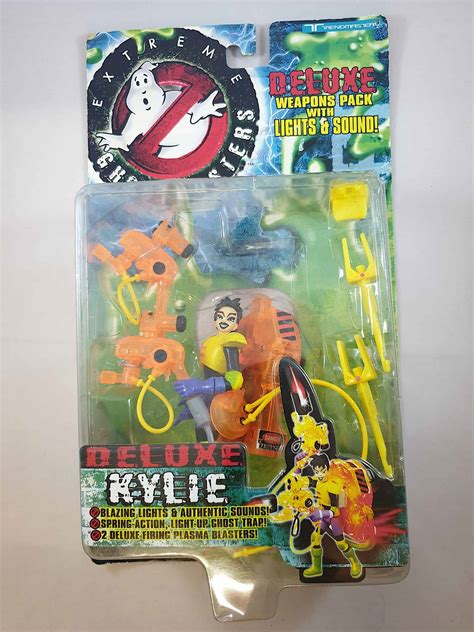 EXTREME
GHOSTBUSTERS
TRENDMASTERS
DELUXE
WEAPONS PACK
WITH
LIGHTS & SOUND!
DANGER
DELUXE
KYLIE
BLAZING LIGHTS & AUTHENTIC SOUNDS!
SPRING-ACTION, LIGHT-UP GHOST TRAP!
2 DELUXE FIRING PLASMA BLASTERS!